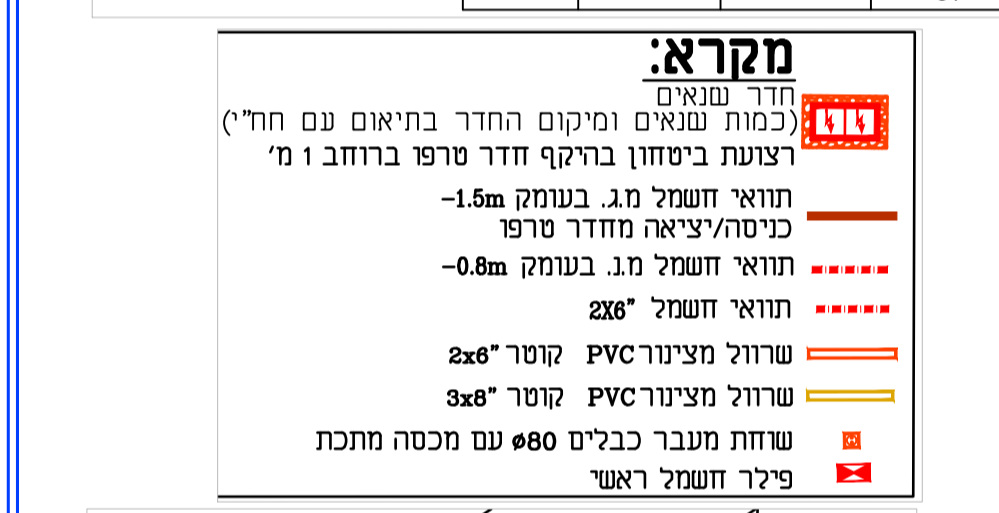 מקרא:
חדר שנאים
(כמות שנאים ומיקום החדר בתיאום עם חח"י)
רצועת ביטחון בהיקף חדר טרפו ברוחב 1 מ'
תוואי חשמל מ.ג. בעומק 1.5m-
כניסה/יציאה מחדר טרפו
תוואי חשמל מ.נ. בעומק 0.8m-
תוואי חשמל "2X6
שרוול מצינור PVC קוטר "2x6
שרוול מצינור PVC קוטר "3x8
שוחת מעבר כבלים ø80 עם מכסה מתכת
פילר חשמל ראשי